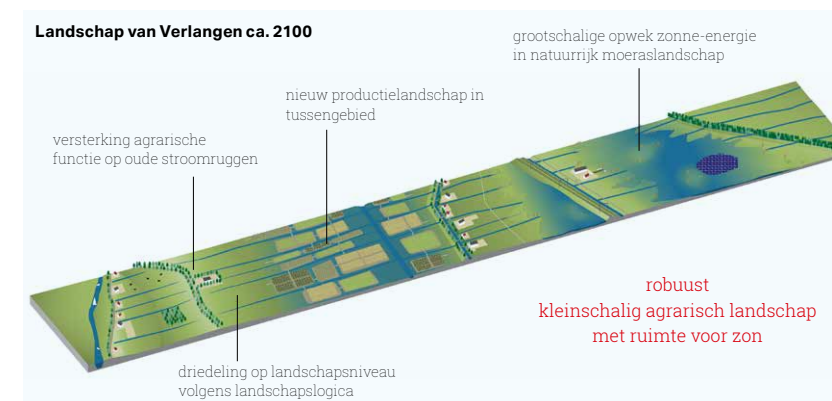 Landschap van Verlangen ca. 2100
grootschalige opwek zonne-energie
in natuurrijk moeraslandschap
nieuw productielandschap in
tussengebied
versterking agrarische
functie op oude stroomruggen
robuust
kleinschalig agrarisch landschap
met ruimte voor zon
driedeling op landschapsniveau
volgens landschapslogica